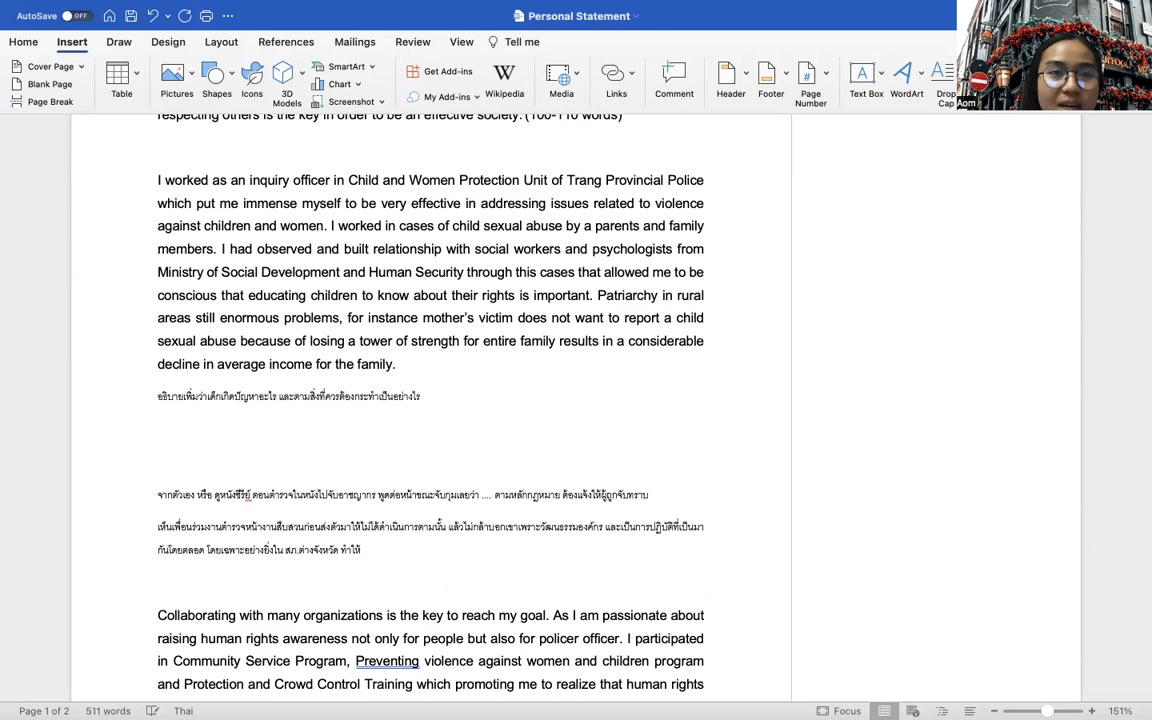 AutoSave OFF Personal Statement
Home Insert Draw Design Layout References Mailings Review View Tell me
Cover Page
Blank Page
Page Break
Table
Pictures
Shapes
Icons
3D
Models
SmartArt
Chart
Screenshot
Get Add-ins
My Add-ins
W
Wikipedia
Media
Links
Comment
Header
Footer
Page
Number
Text Box
WordArt
Drop
Cap
Aom
respecting others is the key in order to be an effective society. (100-110 words)
I worked as an inquiry officer in Child and Women Protection Unit of Trang Provincial Police
which put me immense myself to be very effective in addressing issues related to violence
against children and women. I worked in cases of child sexual abuse by a parents and family
members. I had observed and built relationship with social workers and psychologists from
Ministry of Social Development and Human Security through this cases that allowed me to be
conscious that educating children to know about their rights is important. Patriarchy in rural
areas still enormous problems, for instance mother's victim does not want to report a child
sexual abuse because of losing a tower of strength for entire family results in a considerable
decline in average income for the family.
อธิบายเพิ่มว่าเด็กเกิดปัญหาอะไร และตามสิ่งที่ควรต้องกระทำเป็นอย่างไร
จากตัวเอง หรือ ดูหนังซีรีย์ ตอนตำรวจในหนังไปจับอาชญากร พูดต่อหน้าขณะจับกุมเลยว่า .... ตามหลักกฎหมาย ต้องแจ้งให้ผู้ถูกจับทราบ
เห็นเพื่อนร่วมงานตำรวจหน้างานสืบสวนก่อนส่งตัวมาให้ไม่ได้ดำเนินการตามนั้น แล้วไม่กล้าบอกเขาเพราะวัฒนธรรมองค์กร และเป็นการปฏิบัติที่เป็นมา
กันโดยตลอด โดยเฉพาะอย่างยิ่งใน สภ.ต่างจังหวัด ทำให้
Collaborating with many organizations is the key to reach my goal. As I am passionate about
raising human rights awareness not only for people but also for policer officer. I participated
in Community Service Program, Preventing violence against women and children program
and Protection and Crowd Control Training which promoting me to realize that human rights
Page 1 of 2 511 words Thai Focus 151%